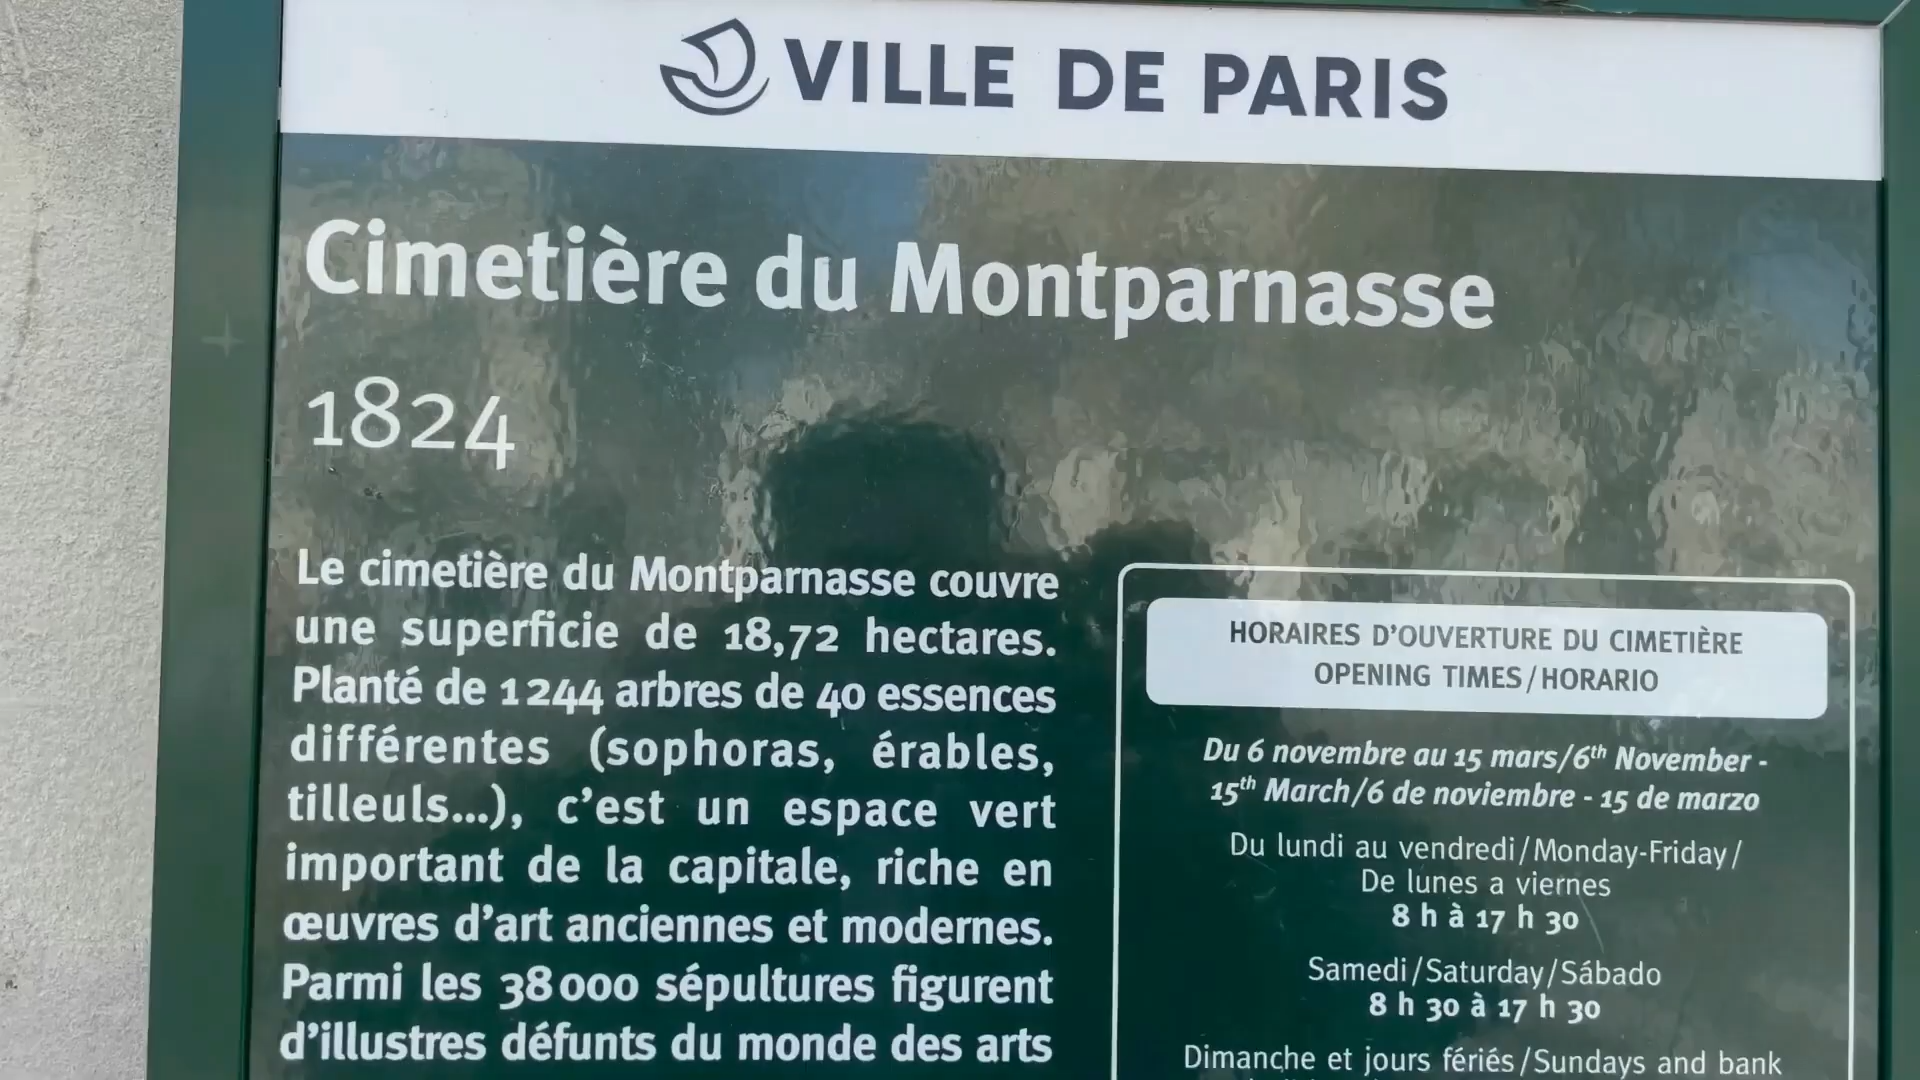 VILLE DE PARIS
Cimetière du Montparnasse
1824
Le cimetière du Montparnasse couvre
une superficie de 18,72 hectares.
Planté de 1 244 arbres de 40 essences
différentes (sophoras, érables,
tilleuls...), c’est un espace vert
important de la capitale, riche en
œuvres d’art anciennes et modernes.
Parmi les 38 000 sépultures figurent
d’illustres défunts du monde des arts
HORAIRES D’OUVERTURE DU CIMETIÈRE
OPENING TIMES/HORARIO
Du 6 novembre au 15 mars/6th November -
15th March/6 de noviembre - 15 de marzo
Du lundi au vendredi/Monday-Friday/
De lunes a viernes
8 h à 17 h 30
Samedi/Saturday/Sábado
8 h 30 à 17 h 30
Dimanche et jours fériés/Sundays and bank